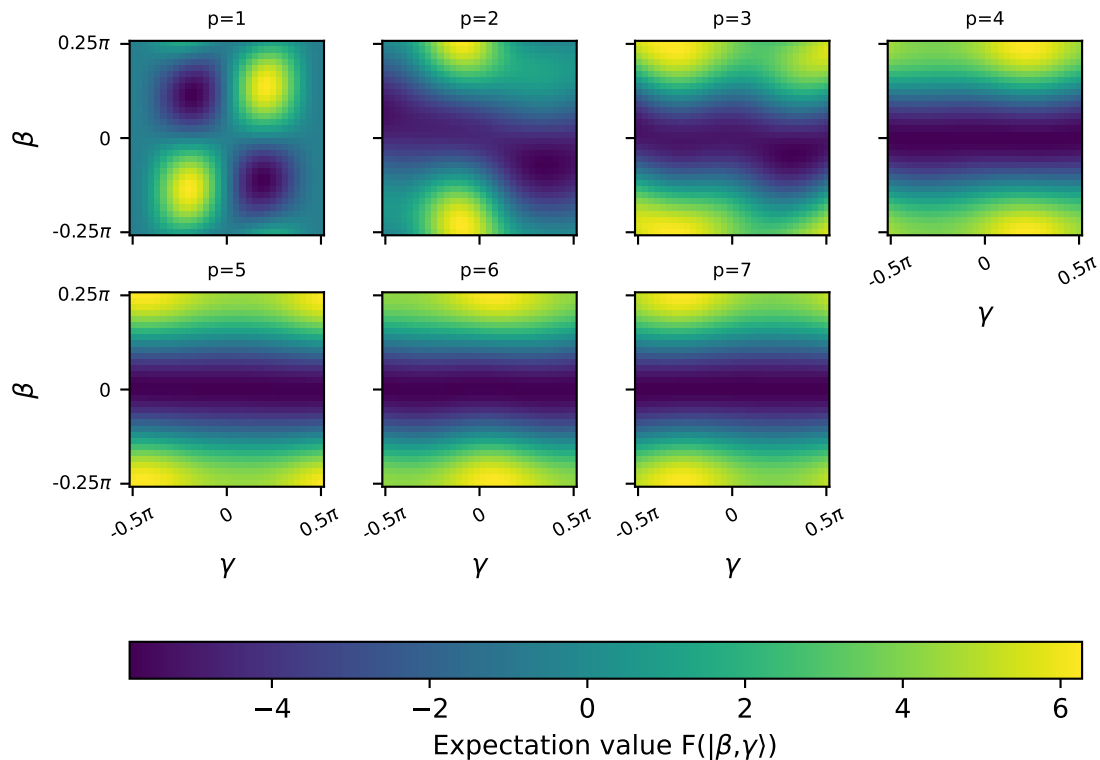 p=1 p=2 p=3 p=4
0.25π
β
0
-0.25π
-0.5π 0 0.5π
γ
p=5 p=6 p=7
0.25π
β
0
-0.25π
-0.5π 0 0.5π -0.5π 0 0.5π -0.5π 0 0.5π
γ γ γ
−4 −2 0 2 4 6
Expectation value F(|β,γ⟩)